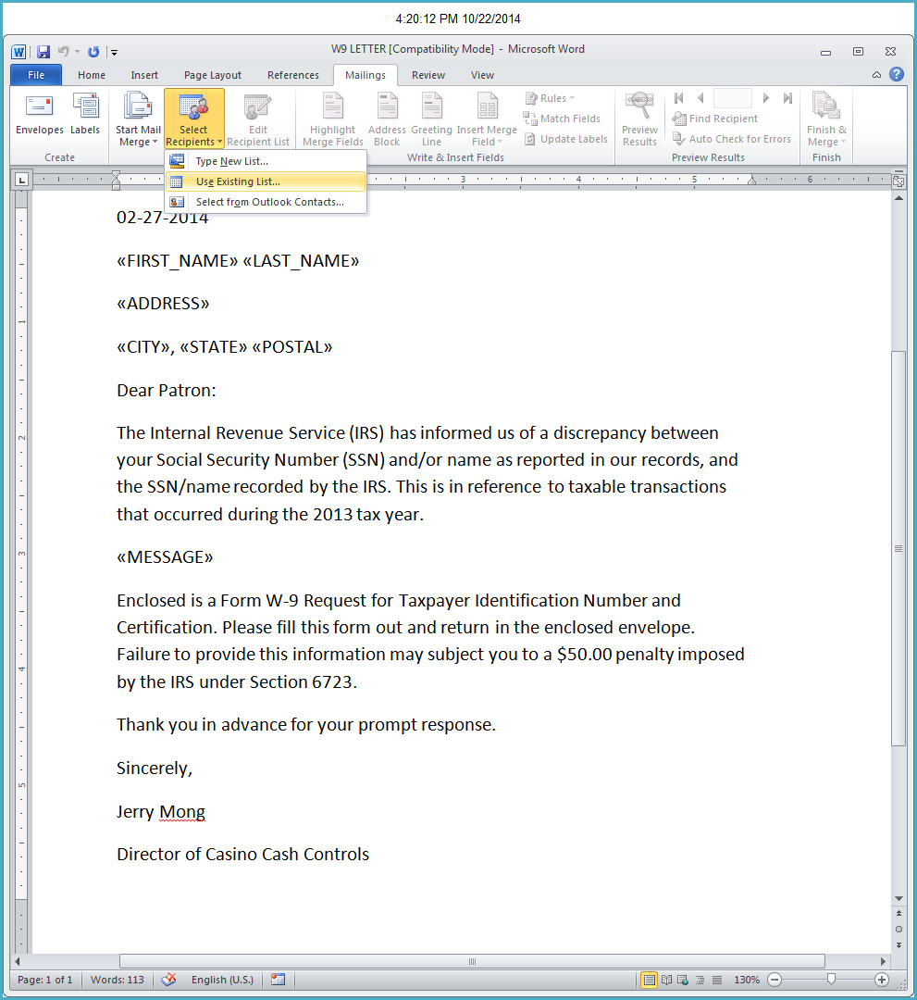 4:20:12 PM 10/22/2014
W9 LETTER [Compatibility Mode] - Microsoft Word
File Home Insert Page Layout References Mailings Review View
Envelopes Labels
Create
Start Mail Merge
Select Recipients
Edit Recipient List
Highlight Merge Fields
Address Block
Greeting Line
Insert Merge Field
Rules
Match Fields
Update Labels
Write & Insert Fields
Preview Results
Find Recipient
Auto Check for Errors
Preview Results
Finish & Merge
Finish
Type New List...
Use Existing List...
Select from Outlook Contacts...
02-27-2014
«FIRST_NAME» «LAST_NAME»
«ADDRESS»
«CITY», «STATE» «POSTAL»
Dear Patron:
The Internal Revenue Service (IRS) has informed us of a discrepancy between
your Social Security Number (SSN) and/or name as reported in our records, and
the SSN/name recorded by the IRS. This is in reference to taxable transactions
that occurred during the 2013 tax year.
«MESSAGE»
Enclosed is a Form W-9 Request for Taxpayer Identification Number and
Certification. Please fill this form out and return in the enclosed envelope.
Failure to provide this information may subject you to a $50.00 penalty imposed
by the IRS under Section 6723.
Thank you in advance for your prompt response.
Sincerely,
Jerry Mong
Director of Casino Cash Controls
Page: 1 of 1 Words: 113 English (U.S.) 130%